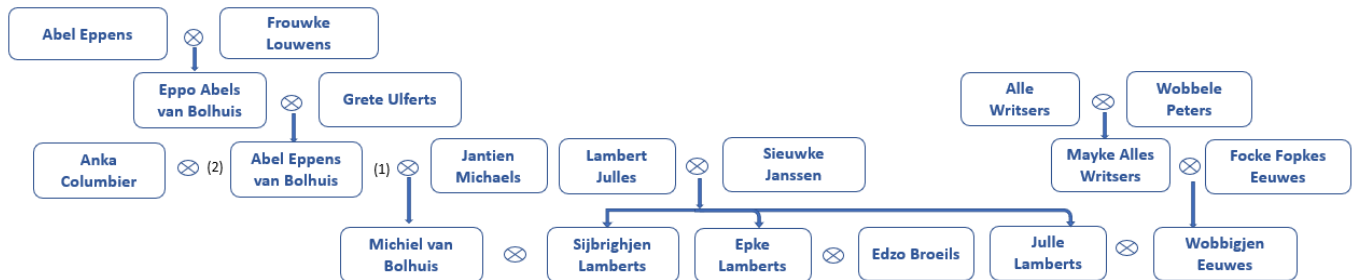 Abel Eppens
Frouwke
Louwens
Eppo Abels
van Bolhuis
Grete Ulferts
Alle
Writsers
Wobbele
Peters
Anka
Columbier
(2)
Abel Eppens
van Bolhuis
(1)
Jantien
Michaels
Lambert
Julles
Sieuwke
Janssen
Mayke Alles
Writsers
Focke Fopkes
Eeuwes
Michiel van
Bolhuis
Sijbrighjen
Lamberts
Epke
Lamberts
Edzo Broeils
Julle
Lamberts
Wobbigjen
Eeuwes